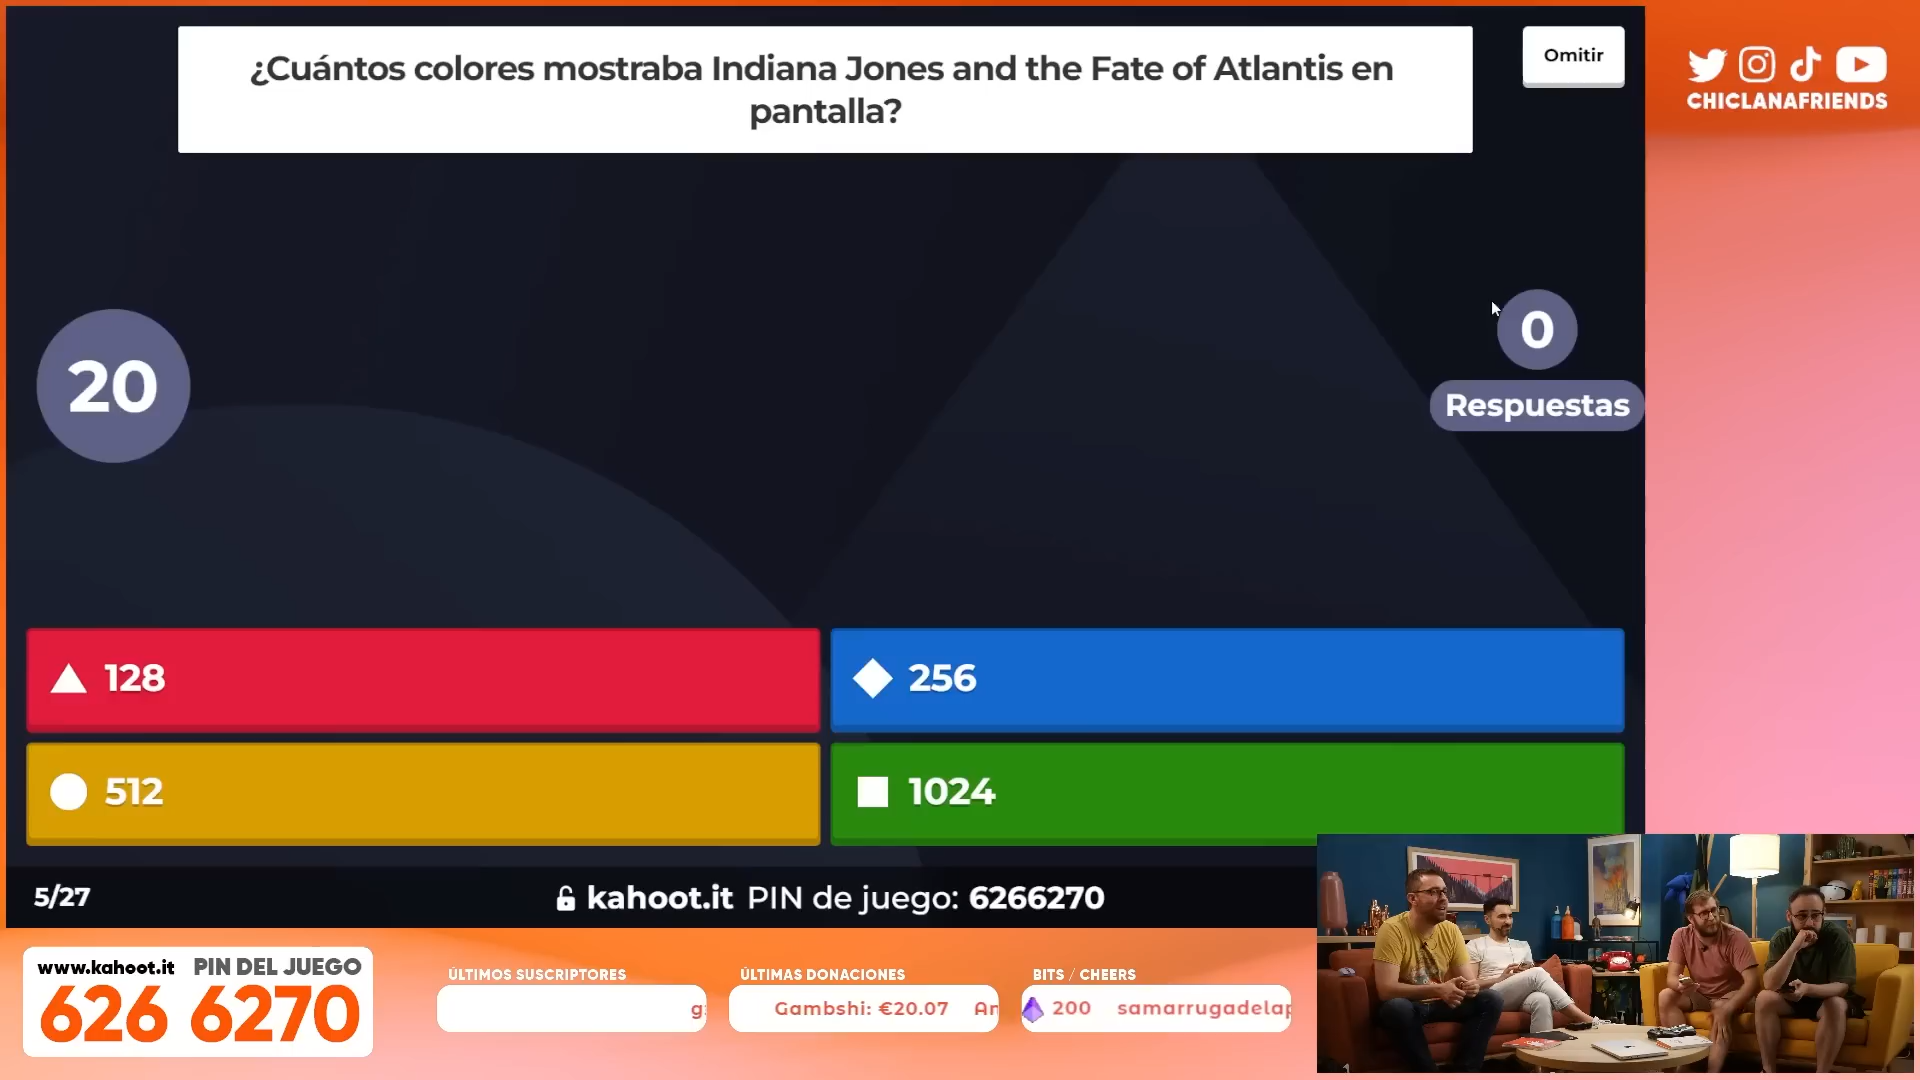 ¿Cuántos colores mostraba Indiana Jones and the Fate of Atlantis en
pantalla?
Omitir
CHICLANAFRIENDS
20
0
Respuestas
128
256
512
1024
5/27
kahoot.it PIN de juego: 6266270
www.kahoot.it PIN DEL JUEGO
626 6270
ÚLTIMOS SUSCRIPTORES
ÚLTIMAS DONACIONES
Gambshi: €20.07
BITS / CHEERS
200 samarrugadelap